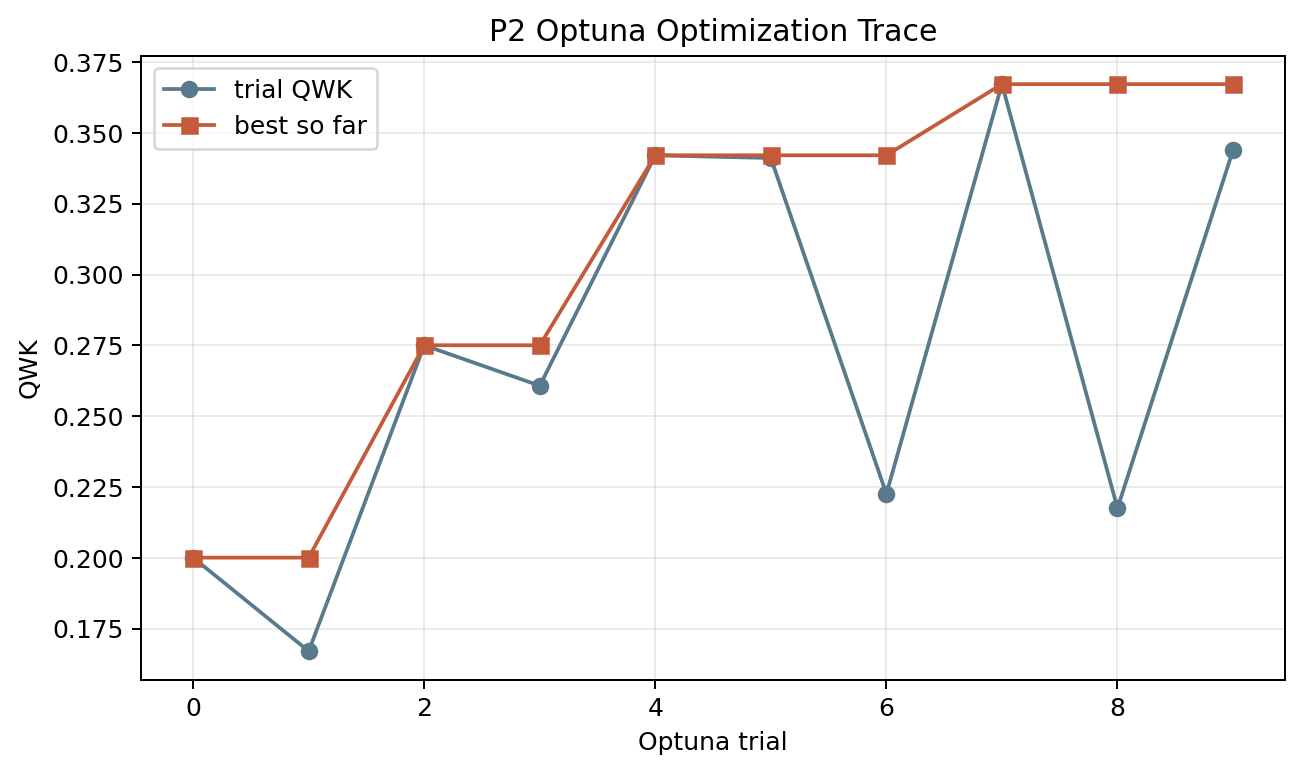 P2 Optuna Optimization Trace
trial QWK
best so far
QWK
0.375
0.350
0.325
0.300
0.275
0.250
0.225
0.200
0.175
0 2 4 6 8
Optuna trial